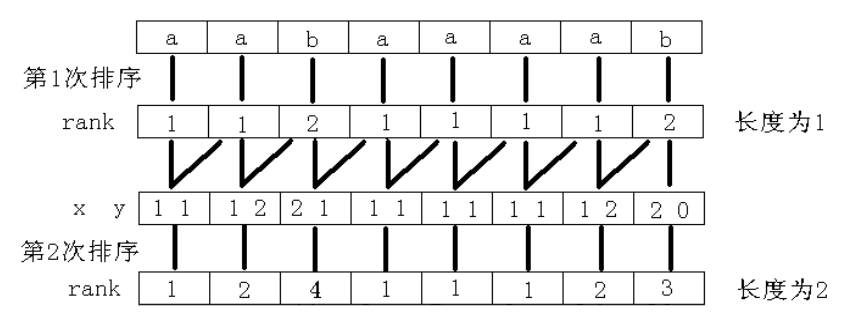 a a b a a a a b
第1次排序
rank 1 1 2 1 1 1 1 2 长度为1
x y 1 1 1 2 2 1 1 1 1 1 1 1 1 2 2 0
第2次排序
rank 1 2 4 1 1 1 2 3 长度为2